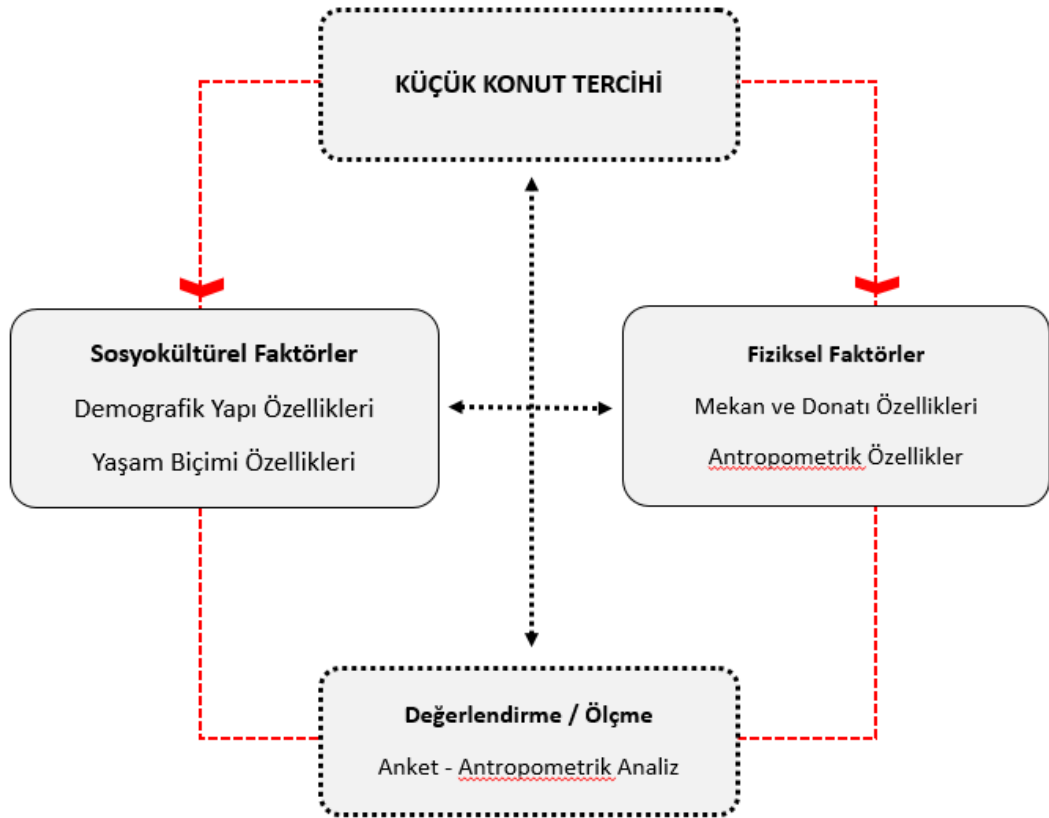 KÜÇÜK KONUT TERCİHİ
Sosyokültürel Faktörler
Demografik Yapı Özellikleri
Yaşam Biçimi Özellikleri
Fiziksel Faktörler
Mekan ve Donatı Özellikleri
Antropometrik Özellikler
Değerlendirme / Ölçme
Anket - Antropometrik Analiz